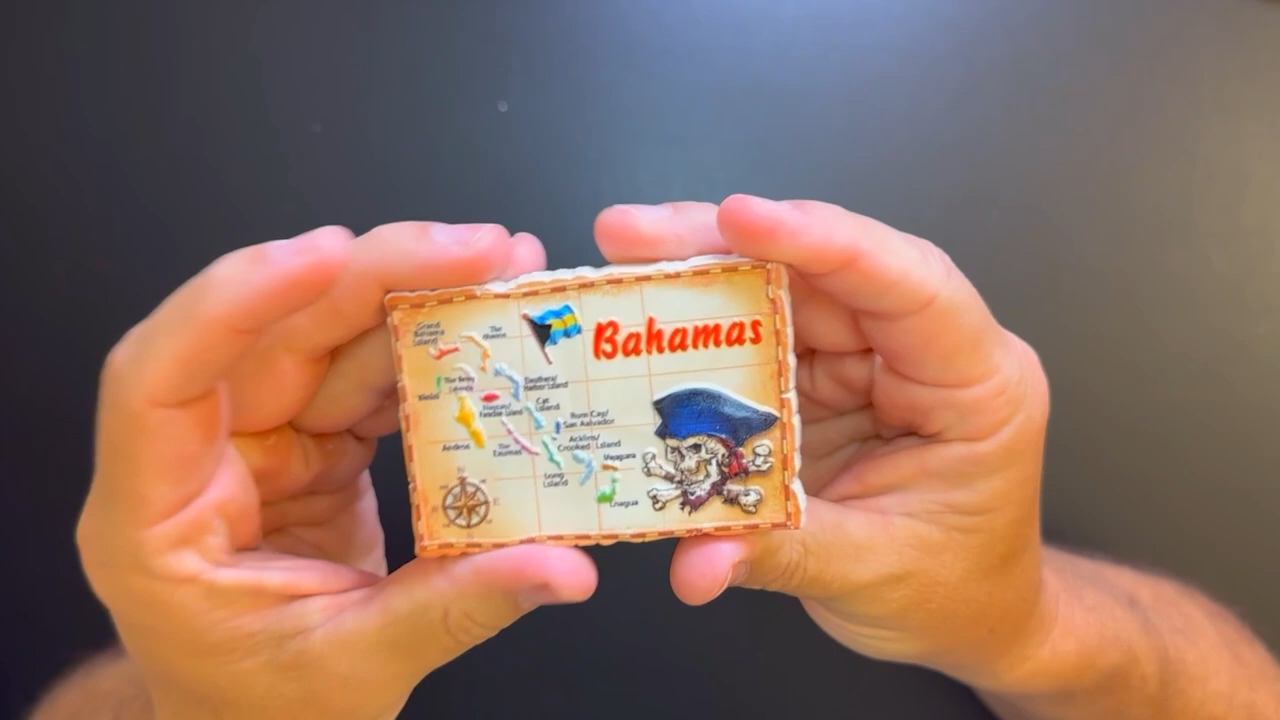 Bahamas
Grand
Bahama
Island
The
Abacos
The Berry
Islands
Bimini
Eleuthera/
Harbor Island
Nassau/
Paradise Island
Cat
Island
Rum Cay/
San Salvador
Andros
The
Exumas
Acklins/
Crooked Island
Long
Island
Mayaguana
Inagua
N
E